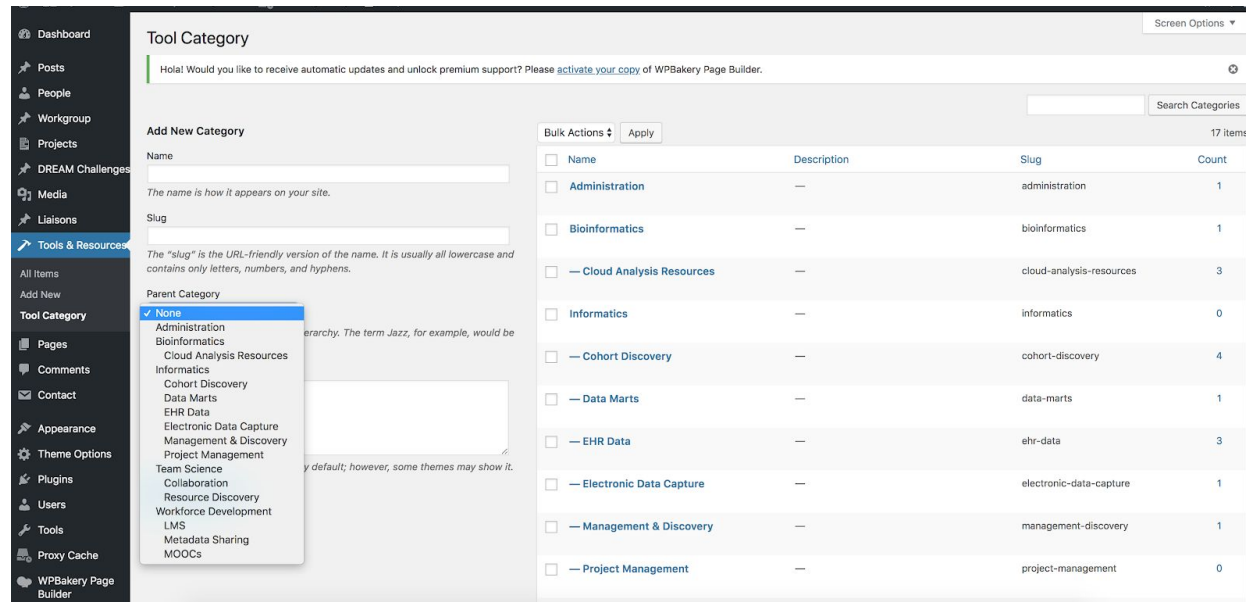 Screen Options ▼
Dashboard
Posts
People
Workgroup
Projects
DREAM Challenges
Media
Liaisons
Tools & Resources
All Items
Add New
Tool Category
Pages
Comments
Contact
Appearance
Theme Options
Plugins
Users
Tools
Proxy Cache
WPBakery Page
Builder
Tool Category
Hola! Would you like to receive automatic updates and unlock premium support? Please activate your copy of WPBakery Page Builder.
Search Categories
Add New Category
Name
The name is how it appears on your site.
Slug
The “slug” is the URL-friendly version of the name. It is usually all lowercase and
contains only letters, numbers, and hyphens.
Parent Category
✓ None
Administration
Bioinformatics
Cloud Analysis Resources
Informatics
Cohort Discovery
Data Marts
EHR Data
Electronic Data Capture
Management & Discovery
Project Management
Team Science
Collaboration
Resource Discovery
Workforce Development
LMS
Metadata Sharing
MOOCs
The term Jazz, for example, would be
default; however, some themes may show it.
Bulk Actions Apply 17 items
Name Description Slug Count
Administration — administration 1
Bioinformatics — bioinformatics 1
— Cloud Analysis Resources — cloud-analysis-resources 3
Informatics — informatics 0
— Cohort Discovery — cohort-discovery 4
— Data Marts — data-marts 1
— EHR Data — ehr-data 3
— Electronic Data Capture — electronic-data-capture 1
— Management & Discovery — management-discovery 1
— Project Management — project-management 0